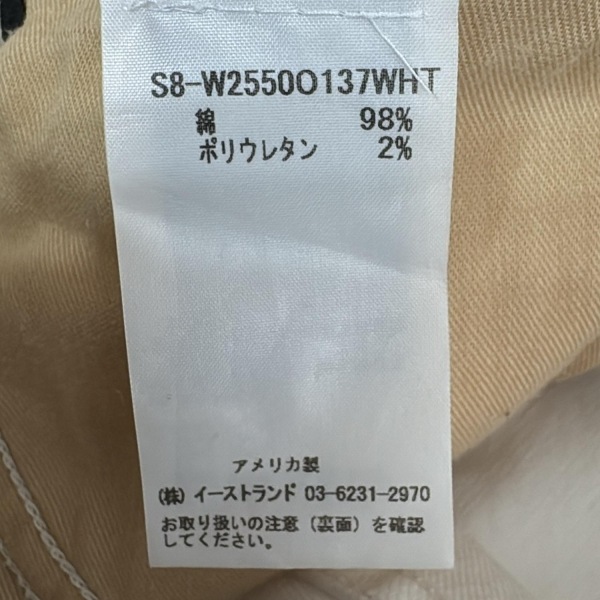 S8-W2550O137WHT
綿 98%
ポリウレタン 2%
アメリカ製
(株) イーストランド 03-6231-2970
お取り扱いの注意 (裏面) を確認
してください。